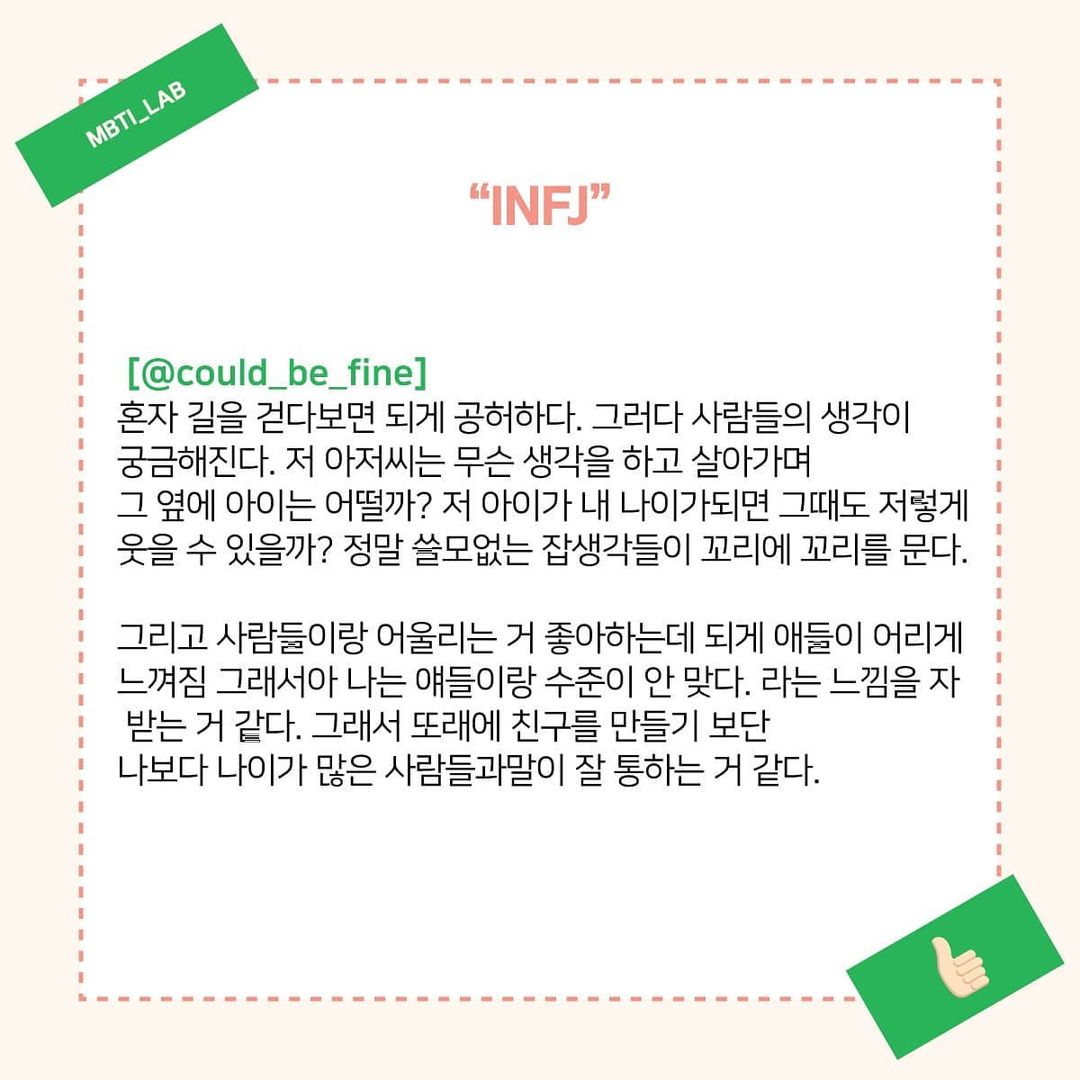 MBTI_LAB
“INFJ”
[@could_be_fine]
혼자 길을 걷다보면 되게 공허하다. 그러다 사람들의 생각이
궁금해진다. 저 아저씨는 무슨 생각을 하고 살아가며
그 옆에 아이는 어떨까? 저 아이가 내 나이가되면 그때도 저렇게
웃을 수 있을까? 정말 쓸모없는 잡생각들이 꼬리에 꼬리를 문다.
그리고 사람들이랑 어울리는 거 좋아하는데 되게 애들이 어리게
느껴짐 그래서아 나는 얘들이랑 수준이 안 맞다. 라는 느낌을 자
받는 거 같다. 그래서 또래에 친구를 만들기 보단
나보다 나이가 많은 사람들과말이 잘 통하는 거 같다.